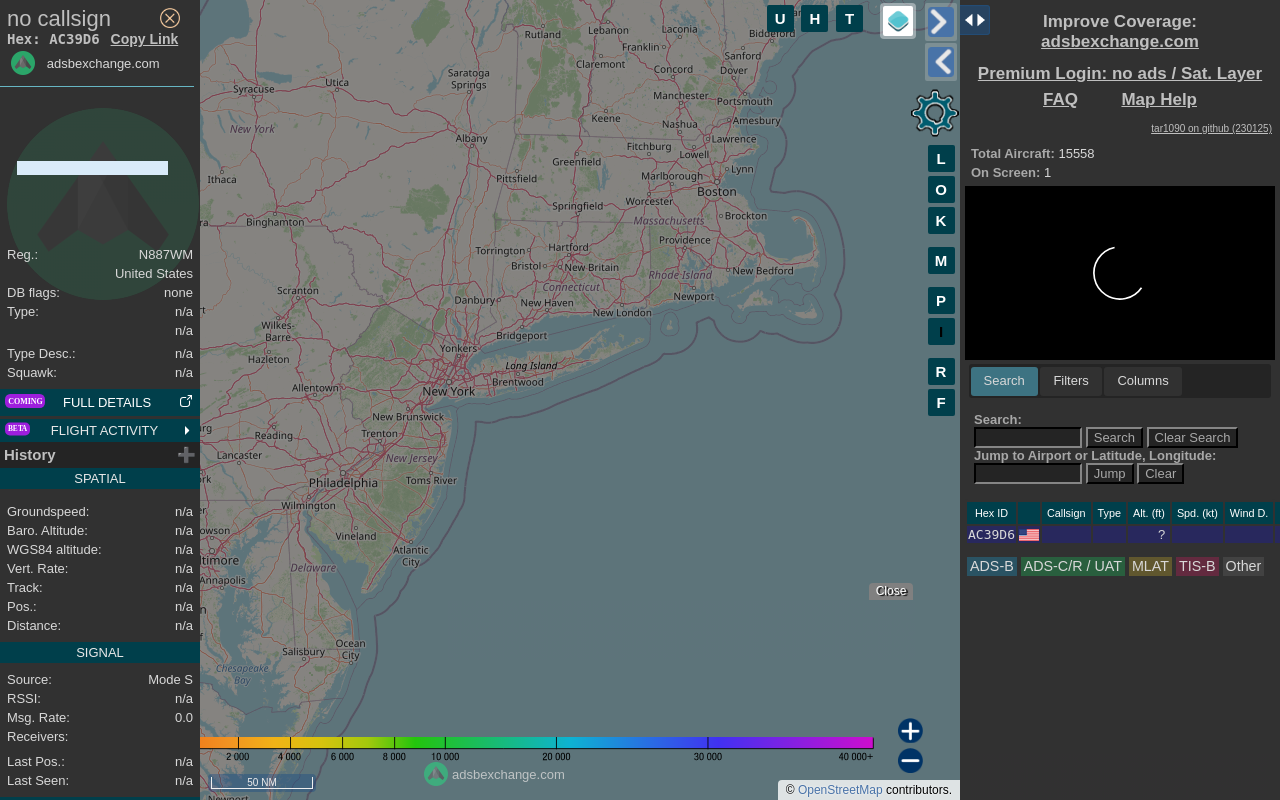 no callsign
Hex: AC39D6 Copy Link
adsbexchange.com
Reg.: N887WM
United States
DB flags: none
Type: n/a
n/a
Type Desc.: n/a
Squawk: n/a
COMING FULL DETAILS
BETA FLIGHT ACTIVITY
History
SPATIAL
Groundspeed: n/a
Baro. Altitude: n/a
WGS84 altitude: n/a
Vert. Rate: n/a
Track: n/a
Pos.: n/a
Distance: n/a
SIGNAL
Source: Mode S
RSSI: n/a
Msg. Rate: 0.0
Receivers:
Last Pos.: n/a
Last Seen: n/a
U H T
L
O
K
M
P
I
R
F
Rutland
Lebanon
Laconia
Biddeford
Franklin
Sanford
Claremont
Concord
Dover
Saratoga
Springs
Utica
Syracuse
Manchester
Portsmouth
Keene
Amesbury
New York
Nashua
Albany
Lawrence
Fitchburg
Lowell
Greenfield
Lynn
Ithaca
Pittsfield
Marlborough
Boston
Worcester
Springfield
Binghamton
Massachusetts
Brockton
Providence
Hartford
Torrington
Bristol
New Britain
Rhode Island
New Bedford
Connecticut
Scranton
Danbury
New Haven
Newport
New London
Wilkes-
Barre
Bridgeport
Yonkers
Hazleton
Long Island
Brentwood
Allentown
New York
New Brunswick
Reading
Trenton
Lancaster
New Jersey
Toms River
Philadelphia
Wilmington
Vineland
Atlantic
City
Annapolis
Delaware
Ocean
City
Salisbury
Chesapeake
Bay
Newport
Close
2 000 4 000 6 000 8 000 10 000 20 000 30 000 40 000+
adsbexchange.com
50 NM
© OpenStreetMap contributors.
Improve Coverage:
adsbexchange.com
Premium Login: no ads / Sat. Layer
FAQ Map Help
tar1090 on github (230125)
Total Aircraft: 15558
On Screen: 1
Search Filters Columns
Search:
Search Clear Search
Jump to Airport or Latitude, Longitude:
Jump Clear
Hex ID Callsign Type Alt. (ft) Spd. (kt) Wind D.
AC39D6 ?
ADS-B ADS-C/R / UAT MLAT TIS-B Other